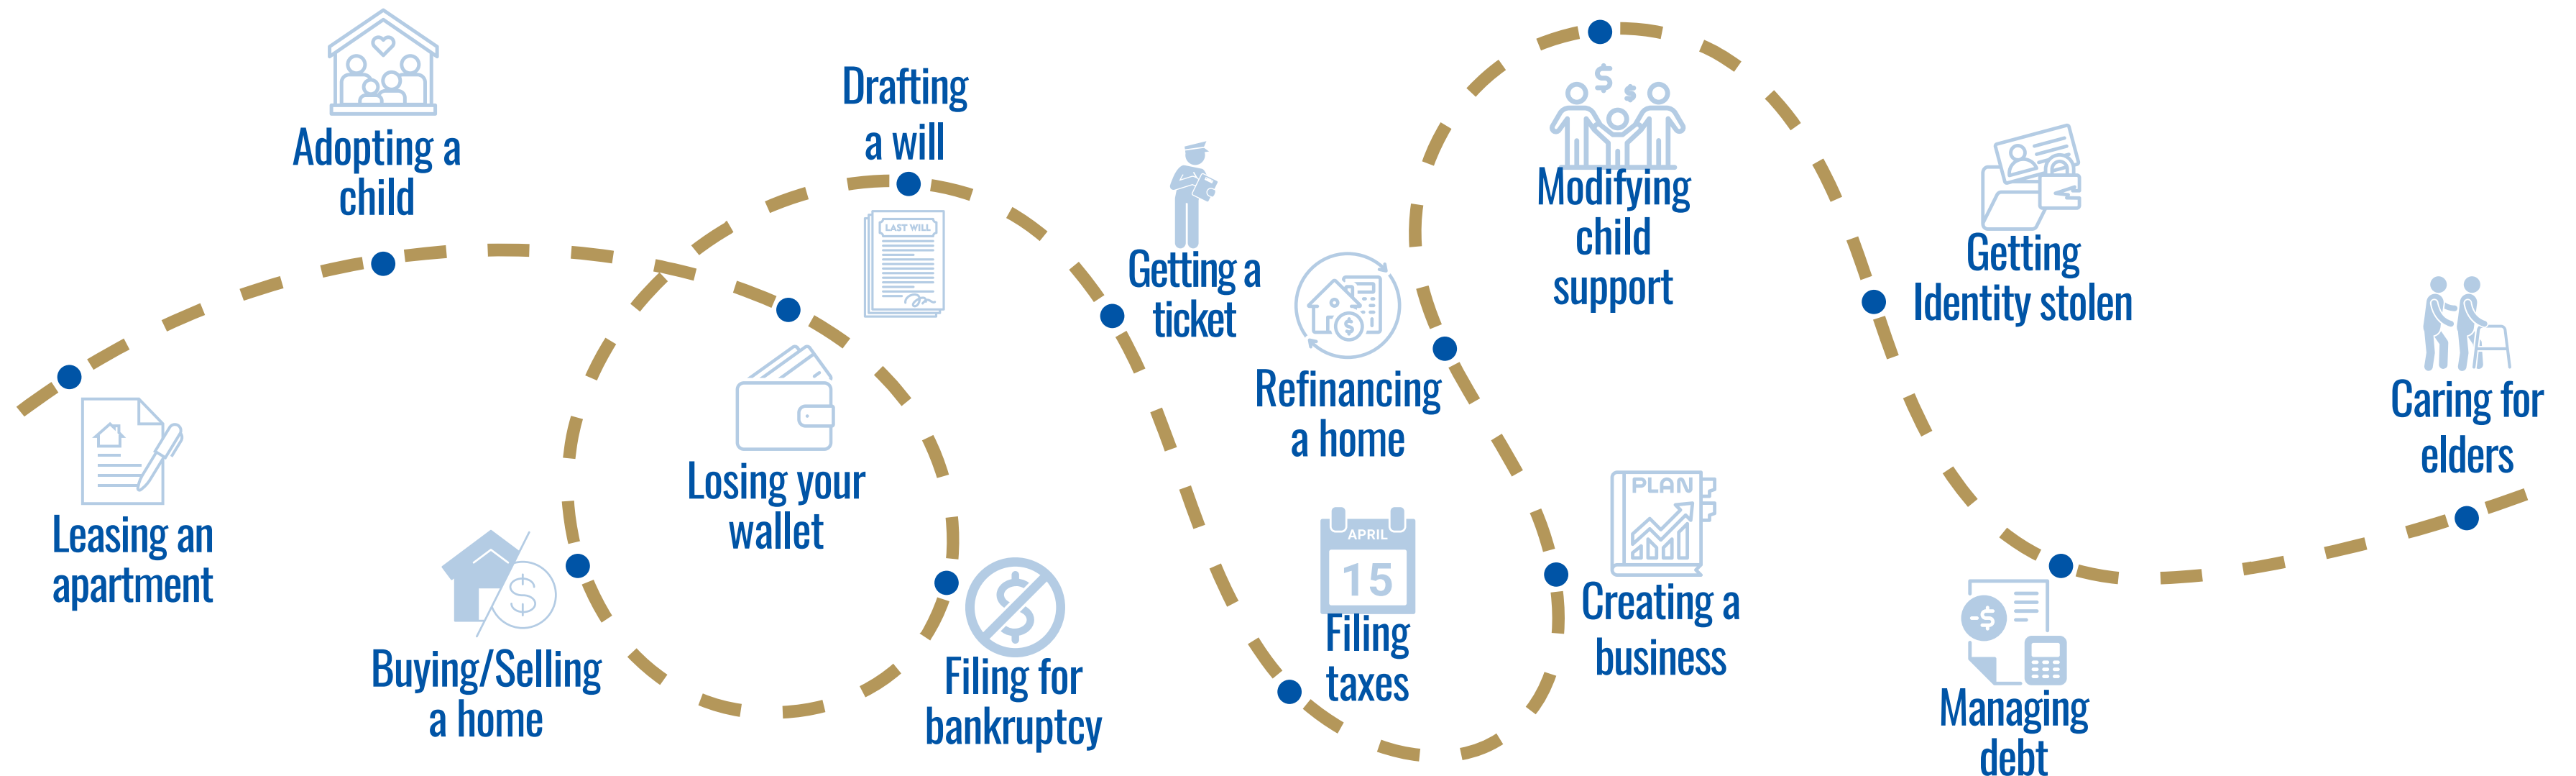 Leasing an
apartment
Adopting a
child
Losing your
wallet
Filing for
bankruptcy
Buying/Selling
a home
Drafting
a will
LAST WILL
Getting a
ticket
APRIL
15
Filing
taxes
PLAN
Creating a
business
Refinancing
a home
$
$
Modifying
child
support
Getting
Identity stolen
-$
Managing
debt
Caring for
elders